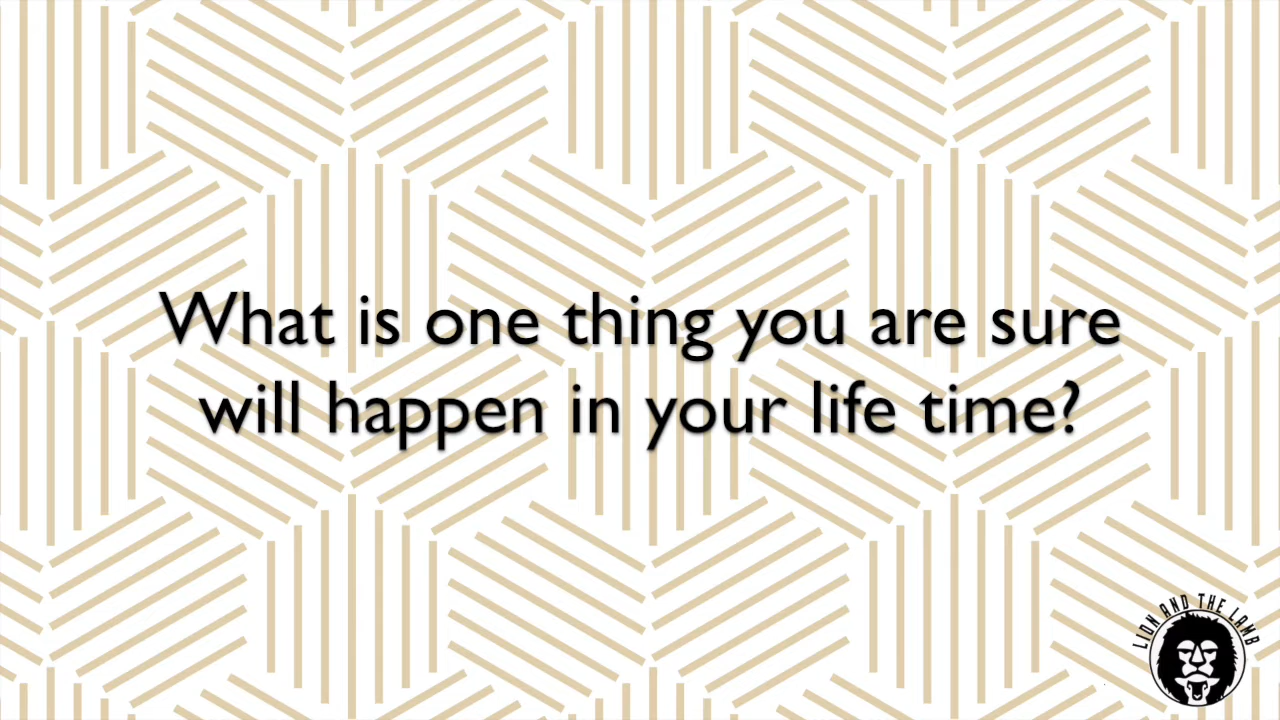 What is one thing you are sure
will happen in your life time?
LION AND THE LAMB